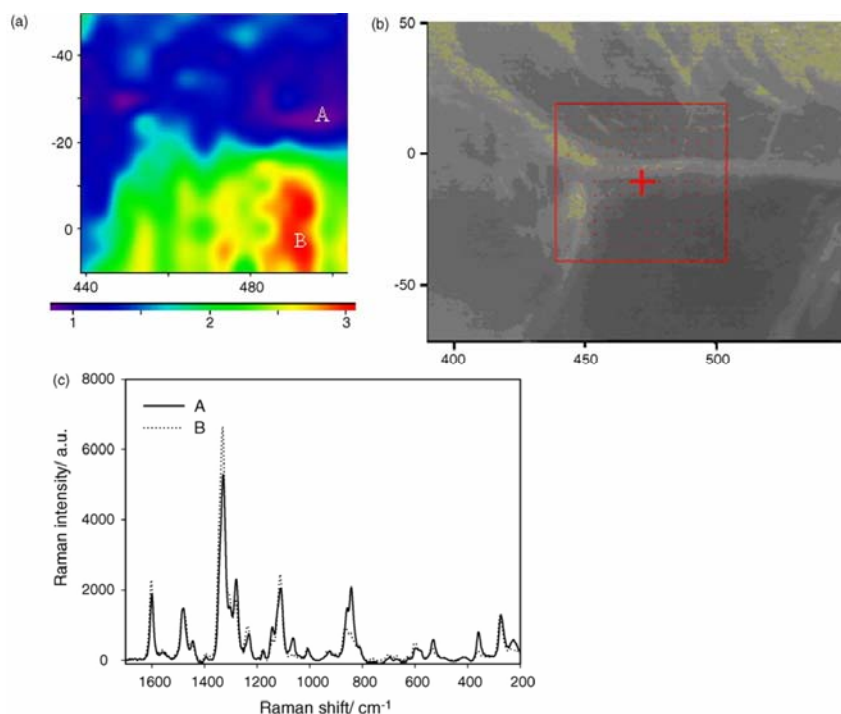 (a)
-40
-20
0
A
B
440 480
1 2 3
(b)
50
0
-50
400 450 500
(c)
8000
6000
4000
2000
0
A
B
Raman intensity/ a.u.
1600 1400 1200 1000 800 600 400 200
Raman shift/ cm⁻¹